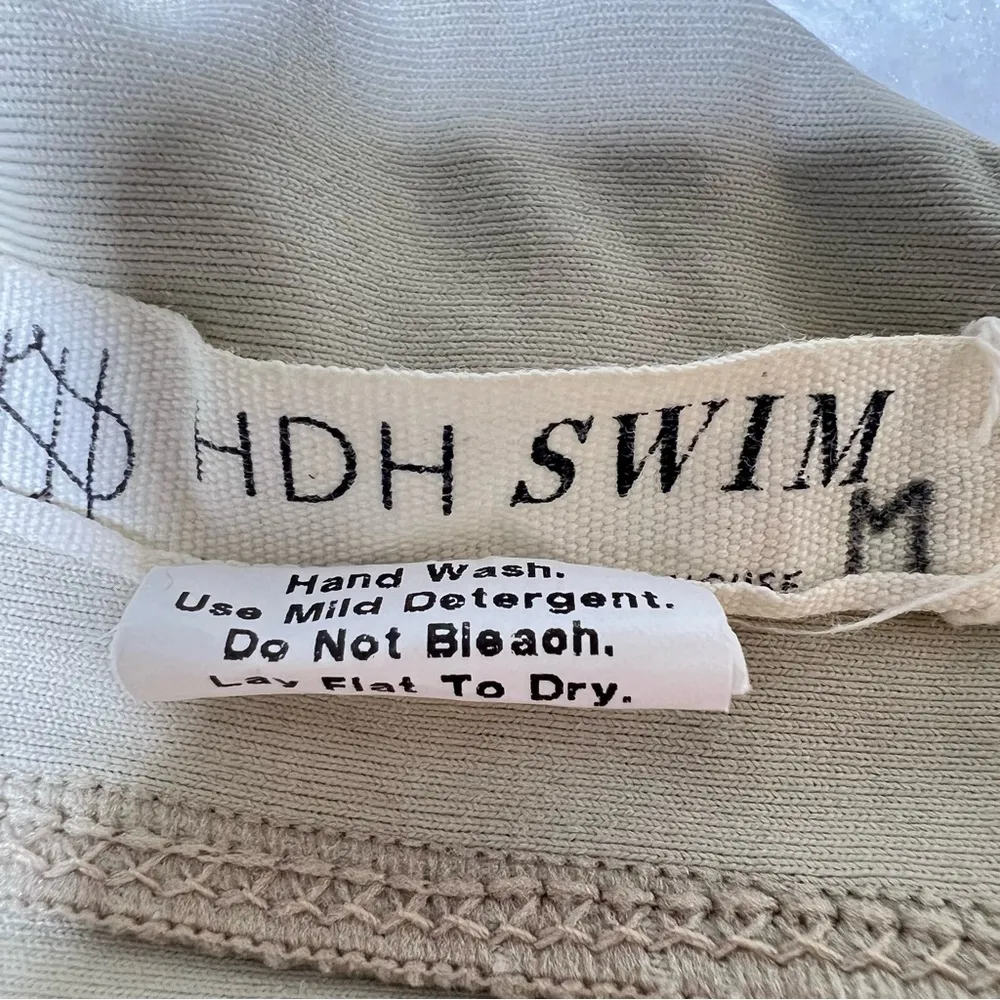 HDH SWIM
M
Hand Wash.
Use Mild Detergent.
Do Not Bleach.
Lay Flat To Dry.